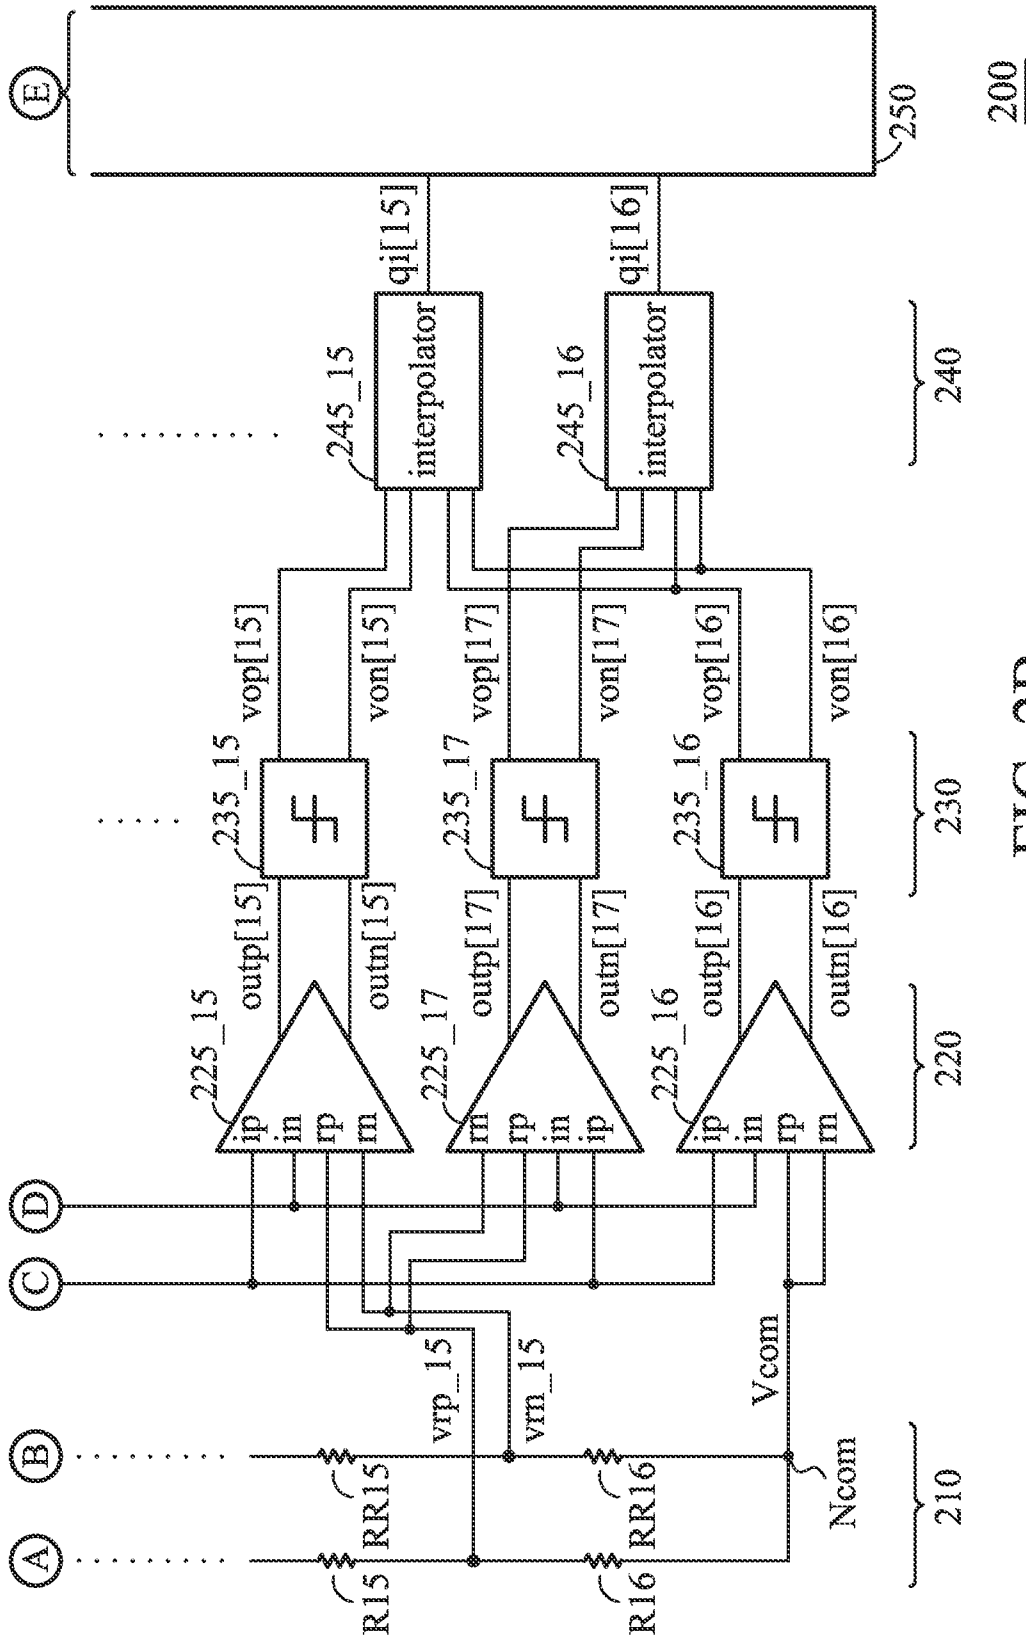 A
B
C
D
E
225_15
235_15
ip
in
rp
rn
outp[15]
vop[15]
outn[15]
von[15]
245_15
interpolator
qi[15]
R15
RR15
vrp_15
vrn_15
225_17
235_17
rn
rp
in
ip
outp[17]
vop[17]
outn[17]
von[17]
245_16
interpolator
qi[16]
R16
RR16
225_16
235_16
ip
in
rp
rn
outp[16]
vop[16]
outn[16]
von[16]
Vcom
Ncom
250
210
220
230
240
200